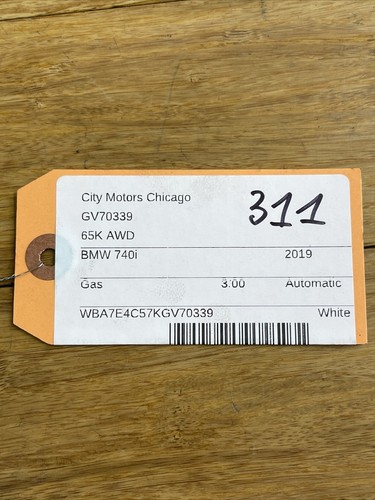 City Motors Chicago
311
GV70339
65K AWD
BMW 740i 2019
Gas 3.00 Automatic
WBA7E4C57KGV70339 White